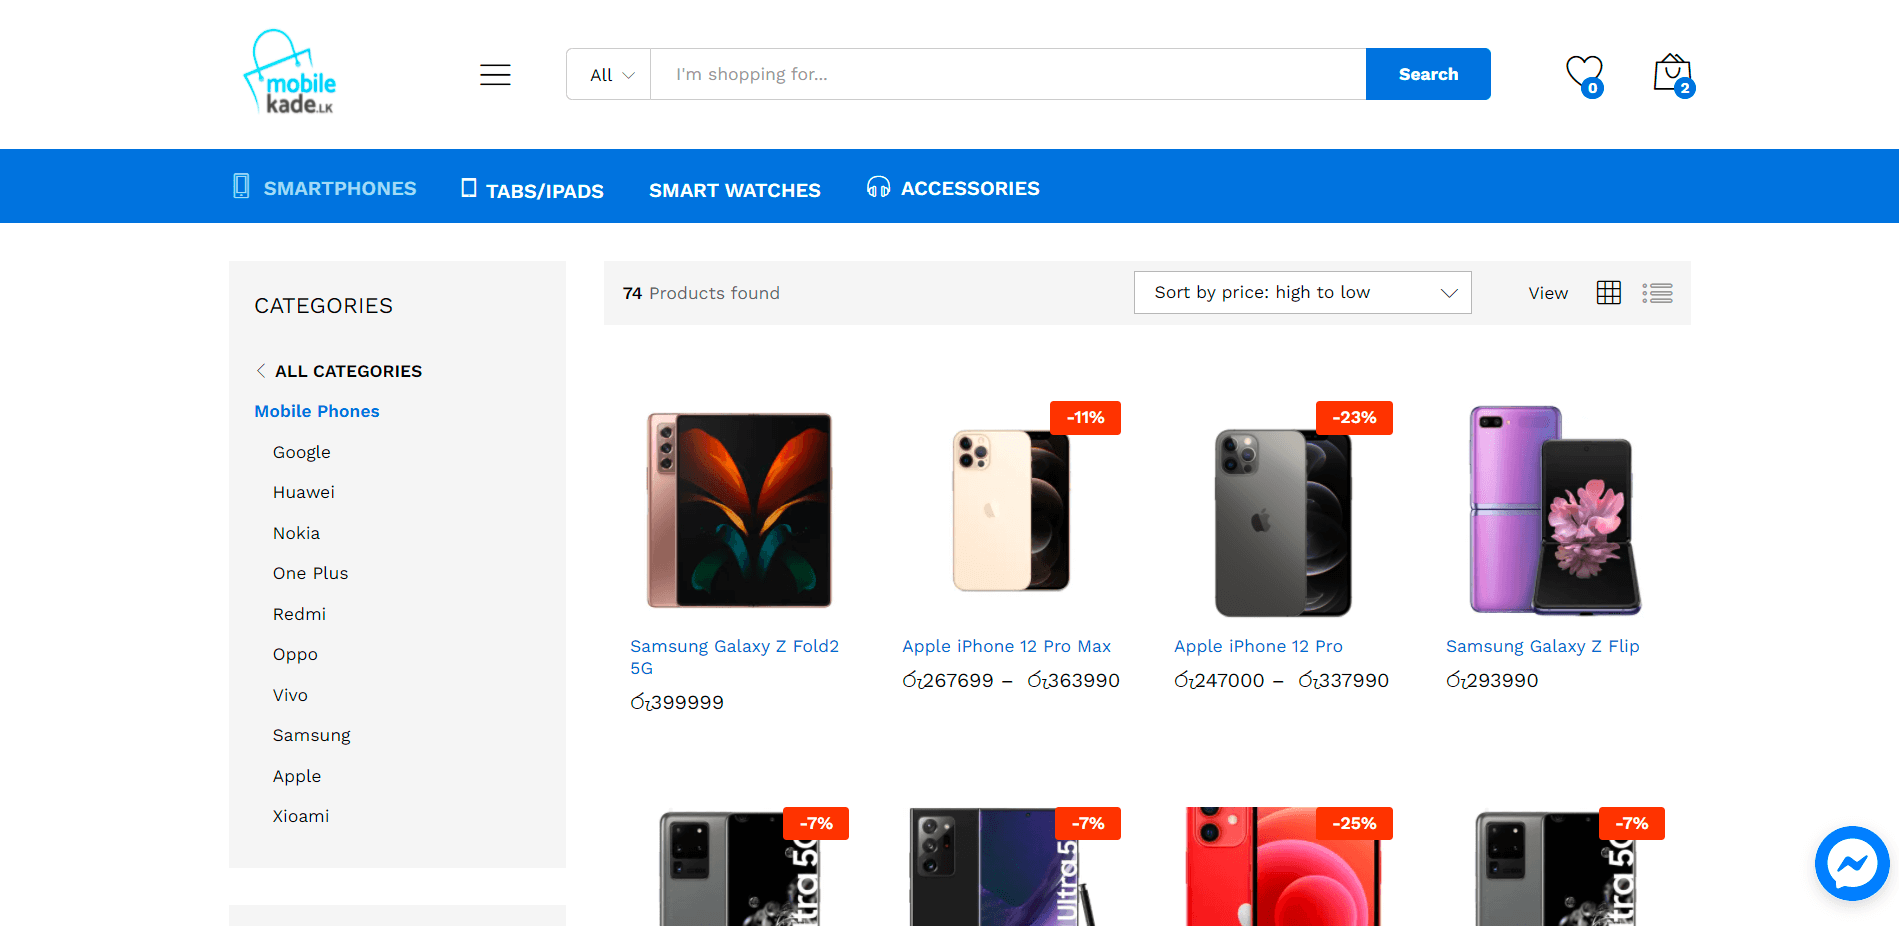 mobile
kade.LK
All
I'm shopping for...
Search
0
2
SMARTPHONES
TABS/IPADS
SMART WATCHES
ACCESSORIES
CATEGORIES
ALL CATEGORIES
Mobile Phones
Google
Huawei
Nokia
One Plus
Redmi
Oppo
Vivo
Samsung
Apple
Xioami
74 Products found
Sort by price: high to low
View
-11%
-23%
Samsung Galaxy Z Fold2
5G
රු399999
Apple iPhone 12 Pro Max
රු267699 – රු363990
Apple iPhone 12 Pro
රු247000 – රු337990
Samsung Galaxy Z Flip
රු293990
-7%
-7%
-25%
-7%
Ultra 5